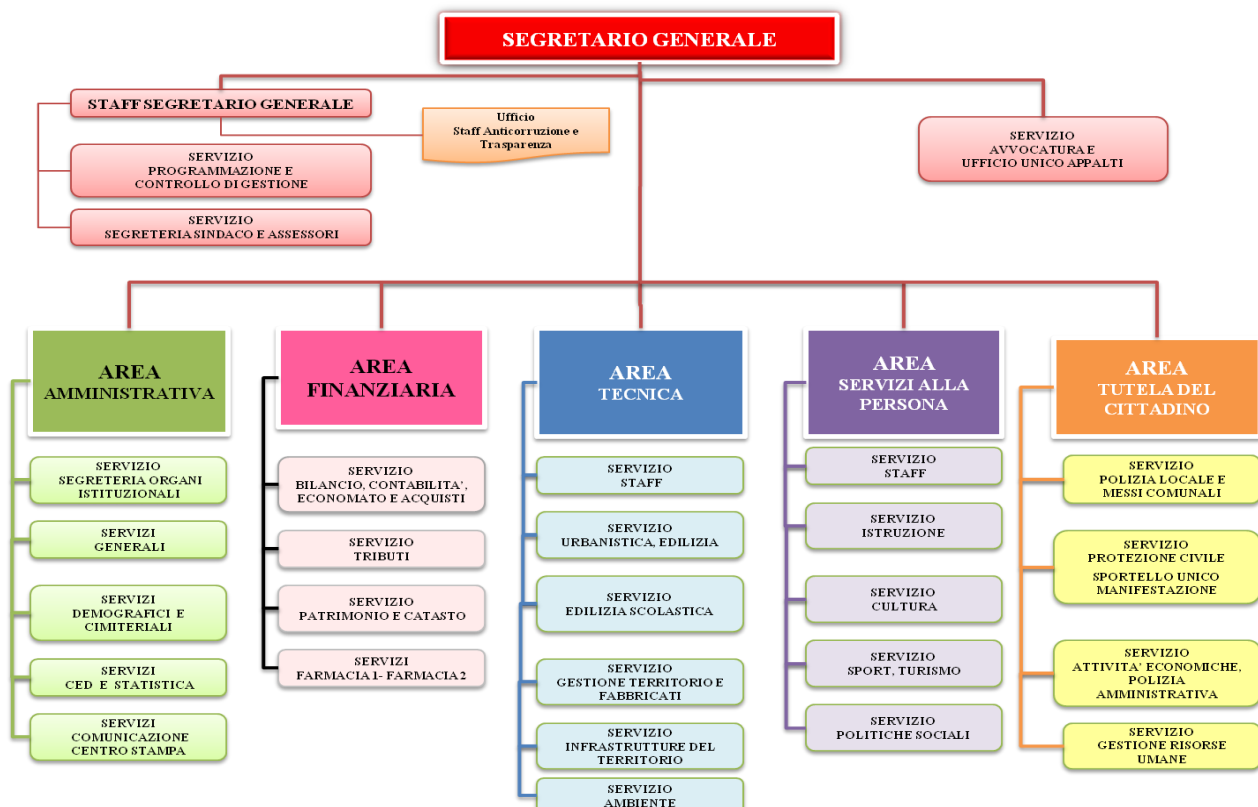 SEGRETARIO GENERALE
STAFF SEGRETARIO GENERALE
Ufficio
Staff Anticorruzione e
Trasparenza
SERVIZIO
AVVOCATURA E
UFFICIO UNICO APPALTI
SERVIZIO
PROGRAMMAZIONE E
CONTROLLO DI GESTIONE
SERVIZIO
SEGRETERIA SINDACO E ASSESSORI
AREA
AMMINISTRATIVA
SERVIZIO
SEGRETERIA ORGANI
ISTITUZIONALI
SERVIZI
GENERALI
SERVIZI
DEMOGRAFICI E
CIMITERIALI
SERVIZI
CED E STATISTICA
SERVIZI
COMUNICAZIONE
CENTRO STAMPA
AREA
FINANZIARIA
SERVIZIO
BILANCIO, CONTABILITA’,
ECONOMATO E ACQUISTI
SERVIZIO
TRIBUTI
SERVIZIO
PATRIMONIO E CATASTO
SERVIZI
FARMACIA 1- FARMACIA 2
AREA
TECNICA
SERVIZIO
STAFF
SERVIZIO
URBANISTICA, EDILIZIA
SERVIZIO
EDILIZIA SCOLASTICA
SERVIZIO
GESTIONE TERRITORIO E
FABBRICATI
SERVIZIO
INFRASTRUTTURE DEL
TERRITORIO
SERVIZIO
AMBIENTE
AREA
SERVIZI ALLA
PERSONA
SERVIZIO
STAFF
SERVIZIO
ISTRUZIONE
SERVIZIO
CULTURA
SERVIZIO
SPORT, TURISMO
SERVIZIO
POLITICHE SOCIALI
AREA
TUTELA DEL
CITTADINO
SERVIZIO
POLIZIA LOCALE E
MESSI COMUNALI
SERVIZIO
PROTEZIONE CIVILE
SPORTELLO UNICO
MANIFESTAZIONE
SERVIZIO
ATTIVITA’ ECONOMICHE,
POLIZIA
AMMINISTRATIVA
SERVIZIO
GESTIONE RISORSE
UMANE